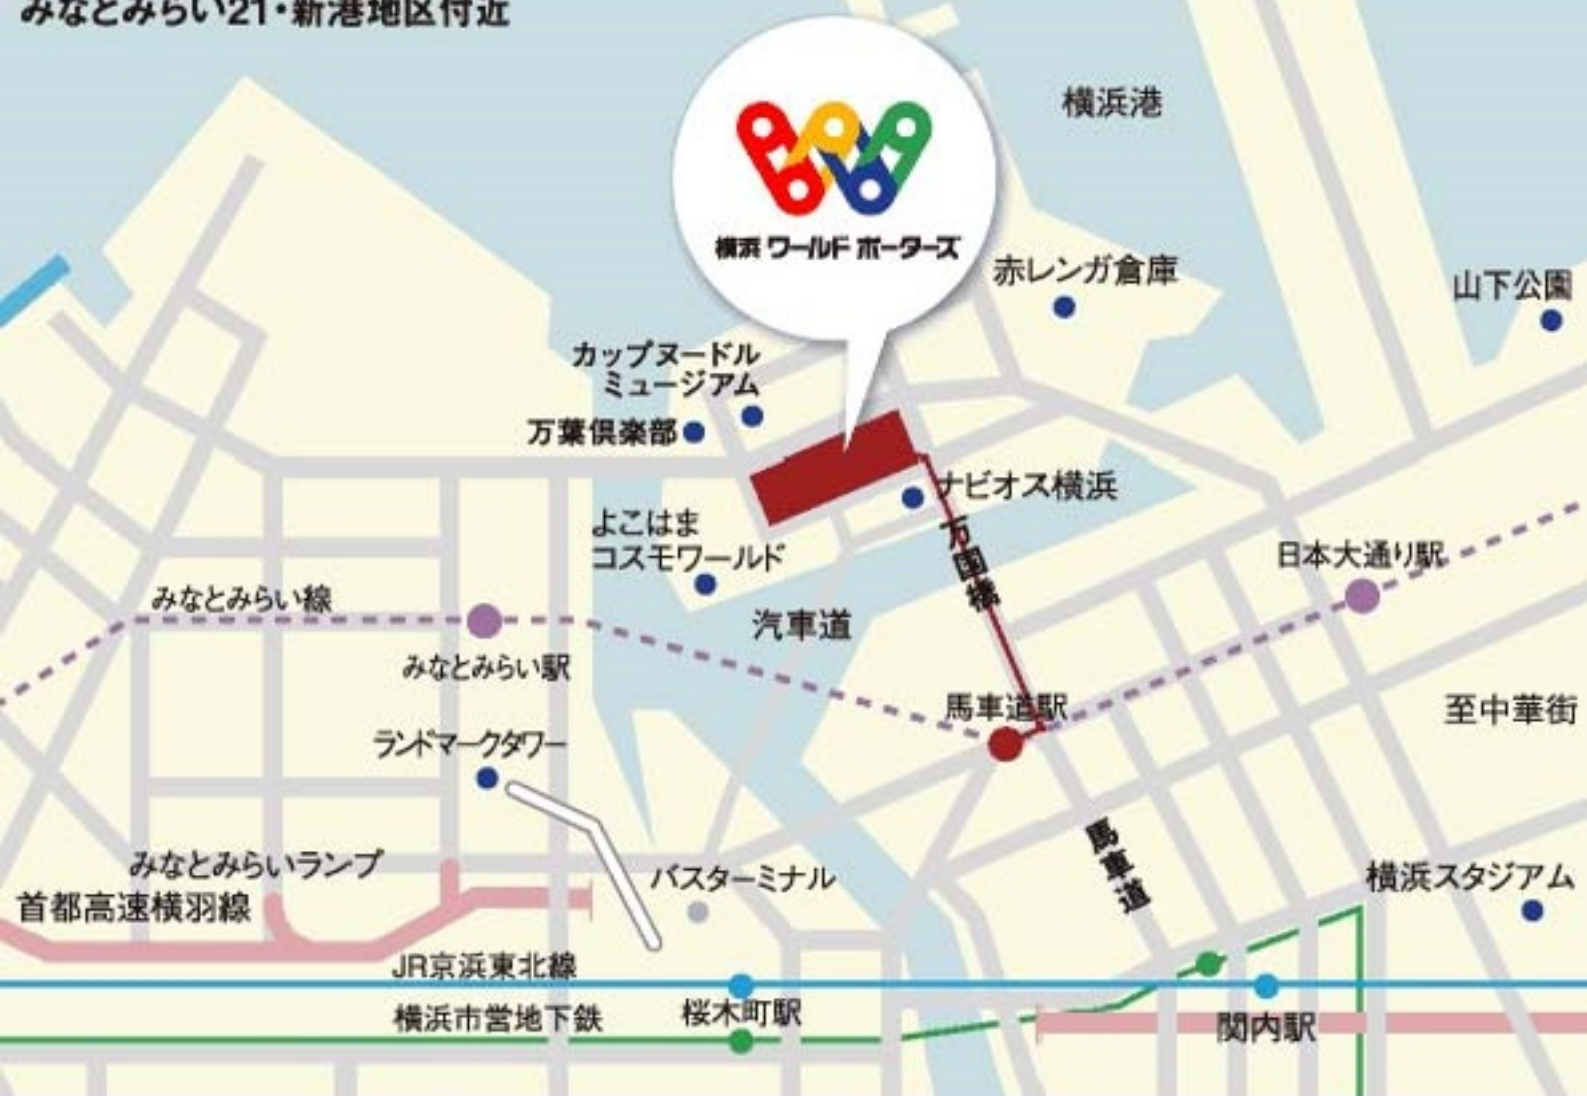 みなとみらい21・新港地区付近
横浜港
横浜 ワールド ポーターズ
赤レンガ倉庫
山下公園
カップヌードル
ミュージアム
万葉倶楽部
ナビオス横浜
よこはま
コスモワールド
万国橋
日本大通り駅
みなとみらい線
汽車道
みなとみらい駅
馬車道駅
至中華街
ランドマークタワー
馬車道
みなとみらいランプ
バスターミナル
横浜スタジアム
首都高速横羽線
JR京浜東北線
桜木町駅
横浜市営地下鉄
関内駅